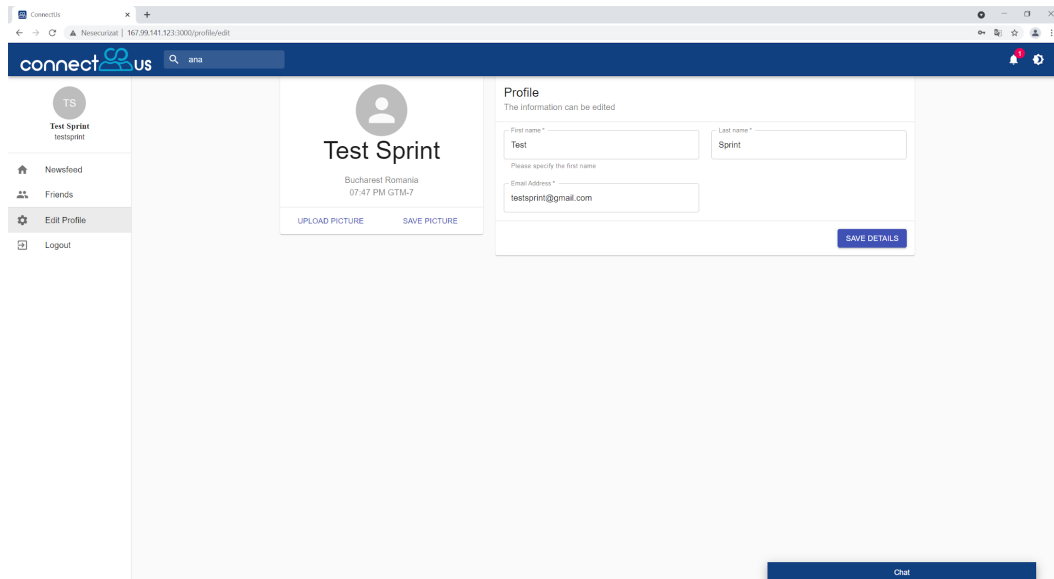 ConnectUs
Nesecurizat | 167.99.141.123:3000/profile/edit
connect us
ana
1
TS
Test Sprint
testsprint
Newsfeed
Friends
Edit Profile
Logout
Test Sprint
Bucharest Romania
07:47 PM GTM-7
UPLOAD PICTURE SAVE PICTURE
Profile
The information can be edited
First name * Last name *
Test Sprint
Please specify the first name
Email Address *
testsprint@gmail.com
SAVE DETAILS
Chat